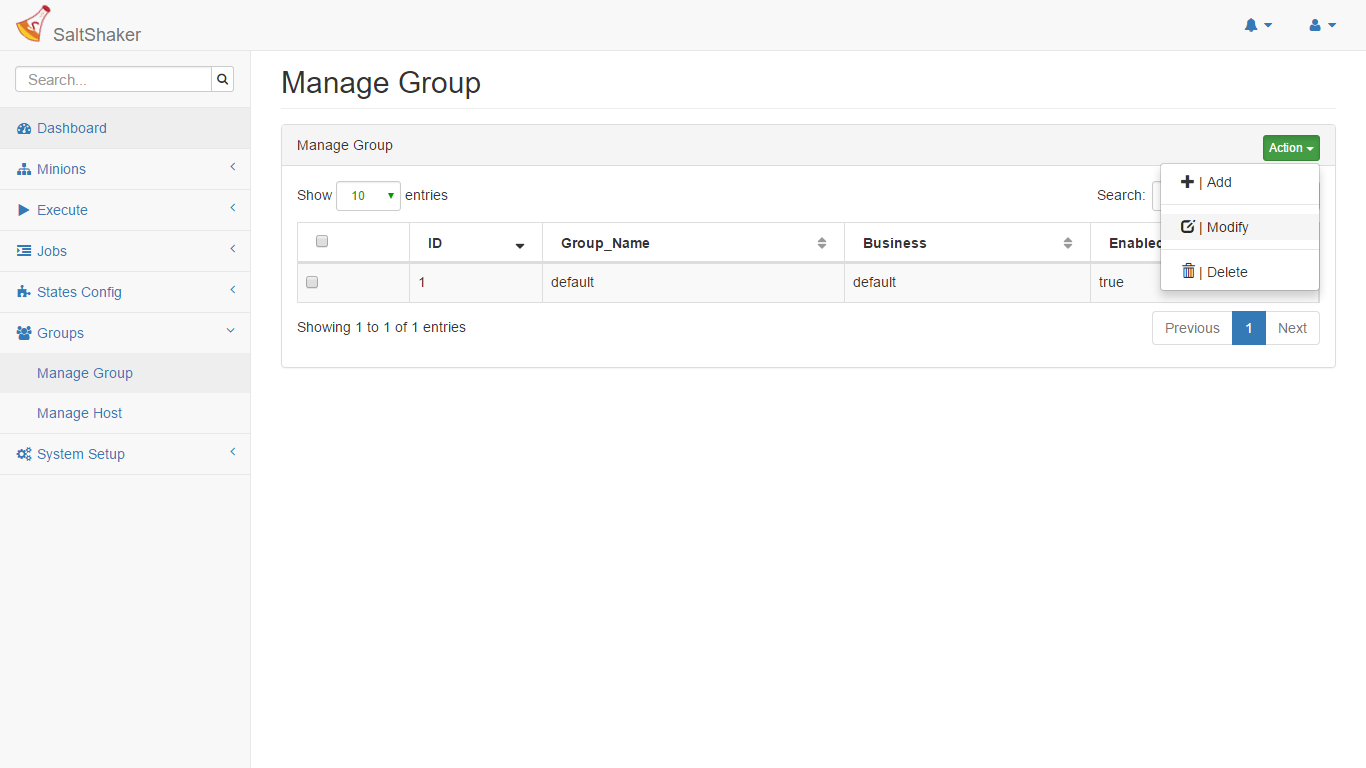 SaltShaker
Search...
Dashboard
Minions
Execute
Jobs
States Config
Groups
Manage Group
Manage Host
System Setup
Manage Group
Manage Group
Action
| Add
| Modify
| Delete
Show 10 entries
Search:
ID Group_Name Business Enabled
1 default default true
Showing 1 to 1 of 1 entries
Previous 1 Next